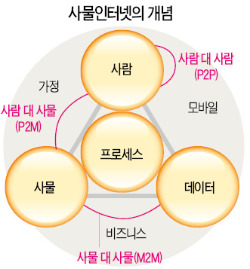 사물인터넷의 개념
사람
사람 대 사람
(P2P)
가정
모바일
사람 대 사물
(P2M)
프로세스
사물
데이터
비즈니스
사물 대 사물(M2M)